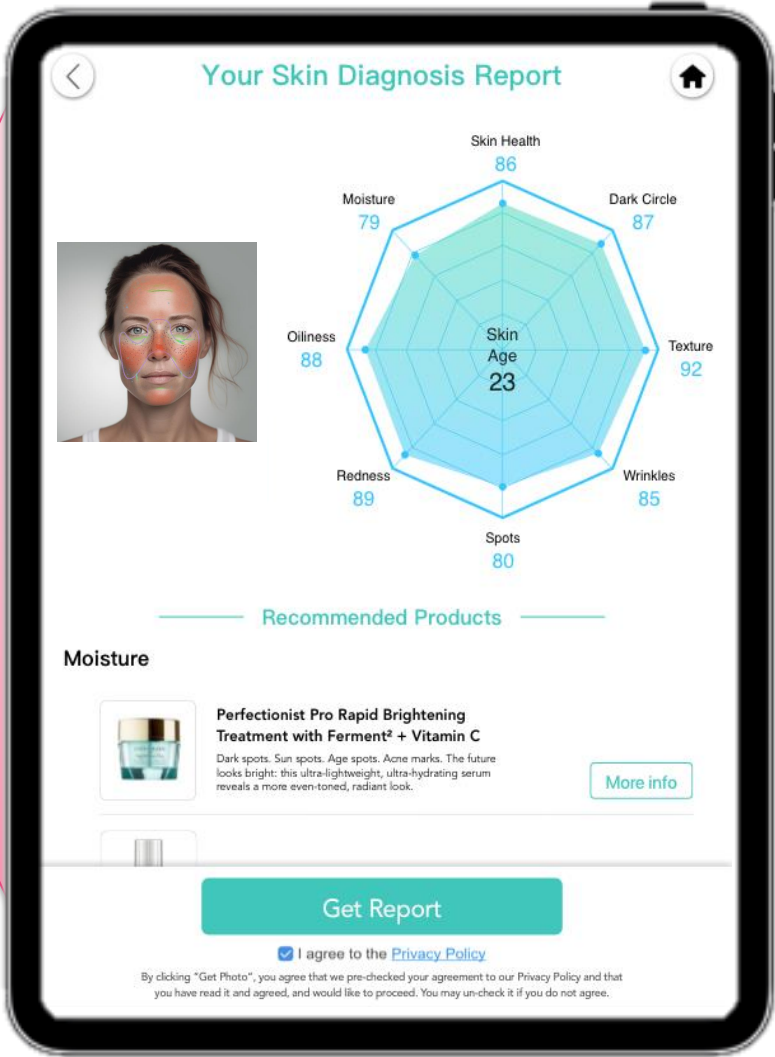 Your Skin Diagnosis Report
Skin Health
86
Moisture
79
Dark Circle
87
Oiliness
88
Skin
Age
23
Texture
92
Redness
89
Wrinkles
85
Spots
80
Recommended Products
Moisture
Perfectionist Pro Rapid Brightening
Treatment with Ferment² + Vitamin C
Dark spots. Sun spots. Age spots. Acne marks. The future
looks bright: this ultra-lightweight, ultra-hydrating serum
reveals a more even-toned, radiant look.
More info
Get Report
I agree to the Privacy Policy
By clicking "Get Photo", you agree that we pre-checked your agreement to our Privacy Policy and that
you have read it and agreed, and would like to proceed. You may un-check it if you do not agree.